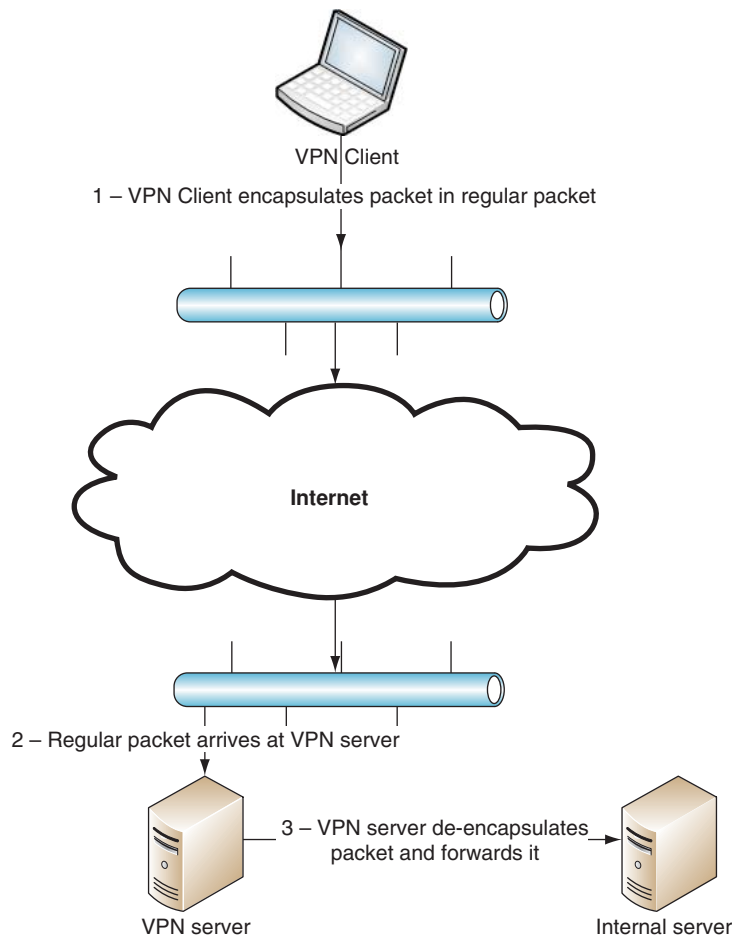 VPN Client
1 – VPN Client encapsulates packet in regular packet
Internet
2 – Regular packet arrives at VPN server
3 – VPN server de-encapsulates
packet and forwards it
VPN server
Internal server